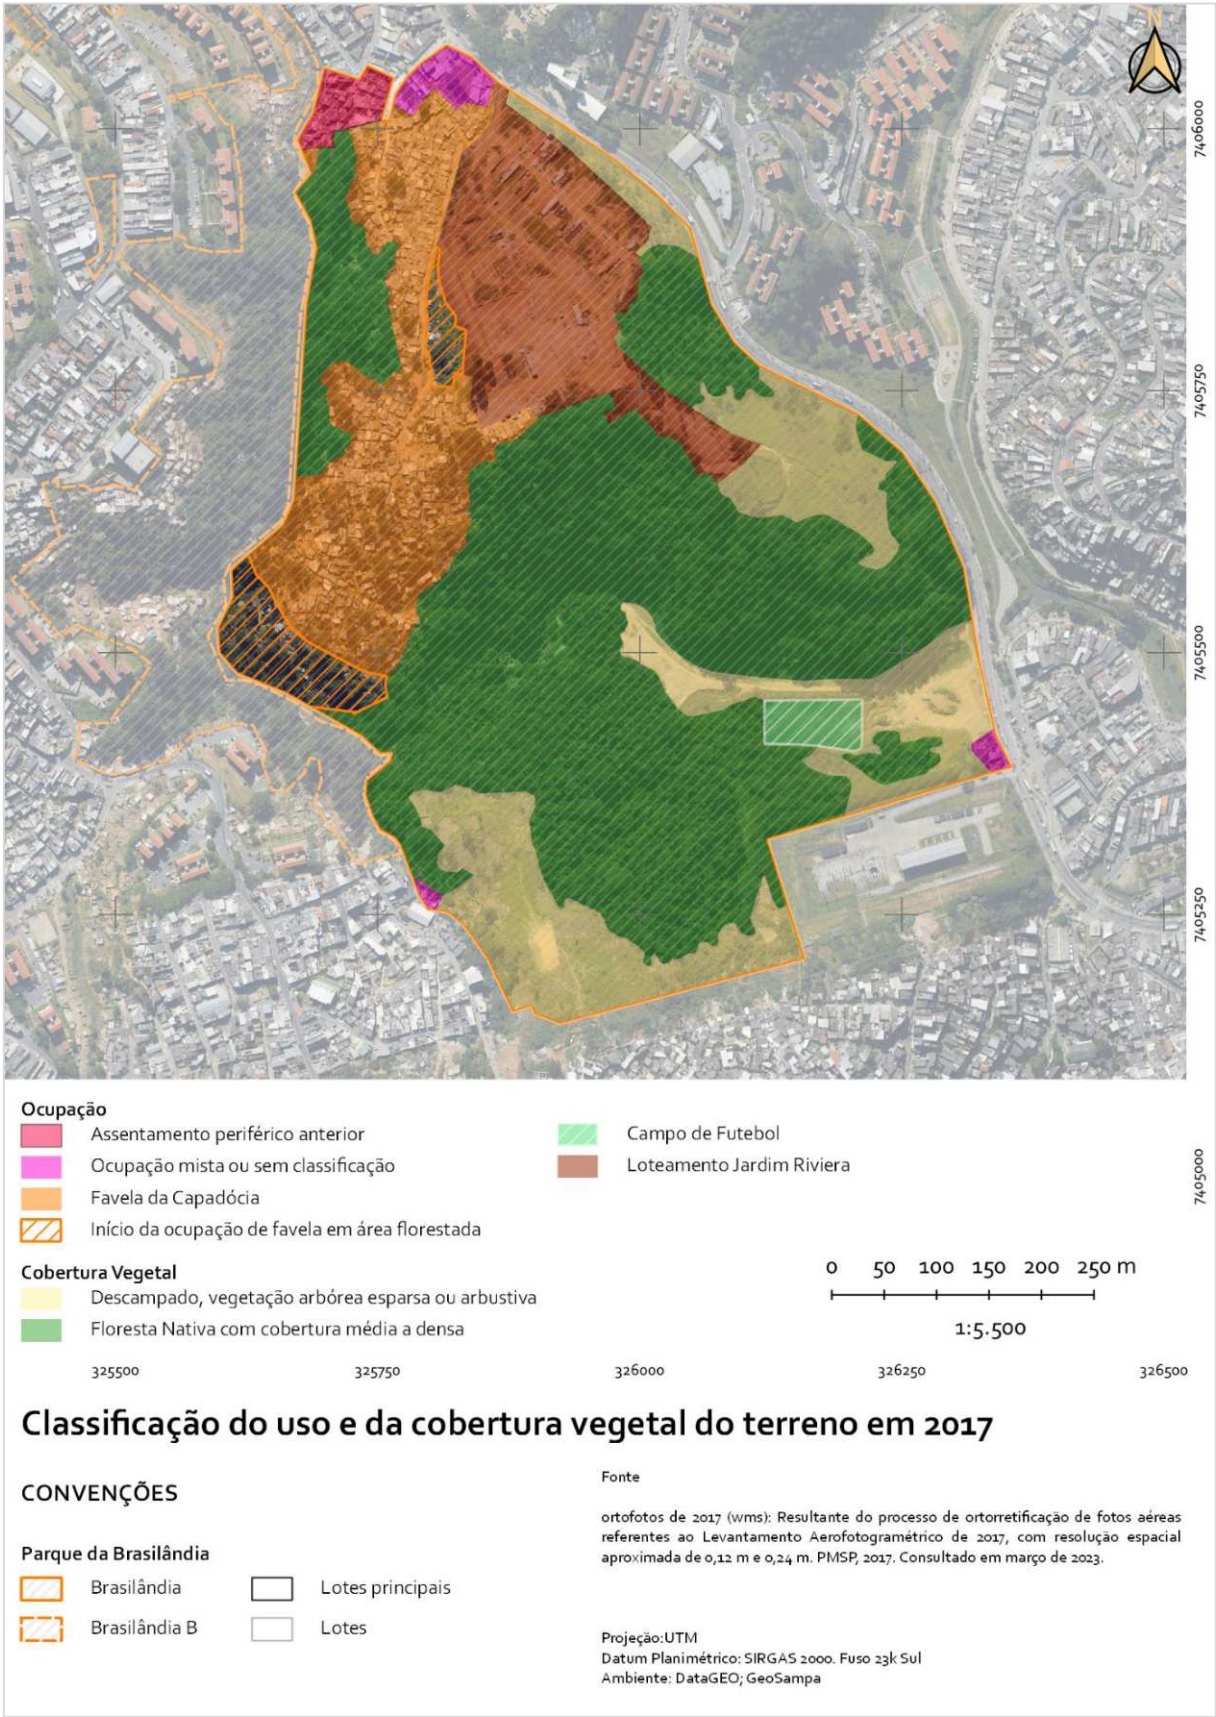 N
7406000
7405750
7405500
7405250
7405000
Ocupação
Assentamento periférico anterior
Ocupação mista ou sem classificação
Favela da Capadócia
Início da ocupação de favela em área florestada
Campo de Futebol
Loteamento Jardim Riviera
Cobertura Vegetal
Descampado, vegetação arbórea esparsa ou arbustiva
Floresta Nativa com cobertura média a densa
0 50 100 150 200 250 m
1:5.500
325500 325750 326000 326250 326500
Classificação do uso e da cobertura vegetal do terreno em 2017
CONVENÇÕES
Parque da Brasilândia
Brasilândia
Brasilândia B
Lotes principais
Lotes
Fonte
ortofotos de 2017 (wms): Resultante do processo de ortorretificação de fotos aéreas
referentes ao Levantamento Aerofotogramétrico de 2017, com resolução espacial
aproximada de 0,12 m e 0,24 m. PMSP, 2017. Consultado em março de 2023.
Projeção:UTM
Datum Planimétrico: SIRGAS 2000. Fuso 23k Sul
Ambiente: DataGEO; GeoSampa